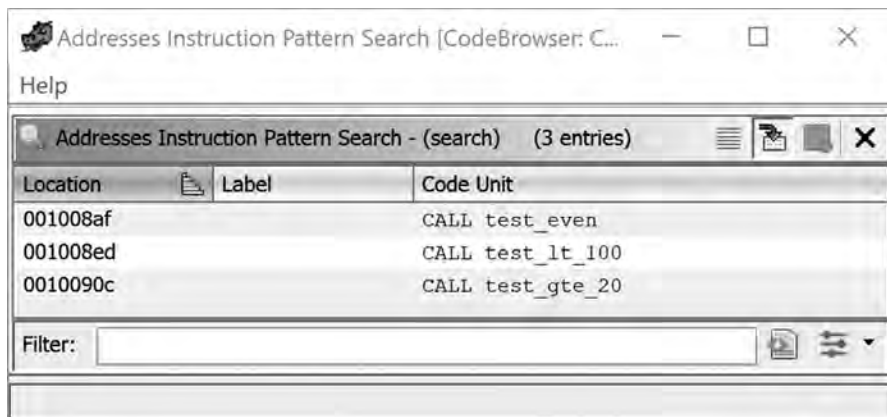 Addresses Instruction Pattern Search [CodeBrowser: C...
Help
Addresses Instruction Pattern Search - (search) (3 entries)
Location Label Code Unit
001008af CALL test_even
001008ed CALL test_lt_100
0010090c CALL test_gte_20
Filter: